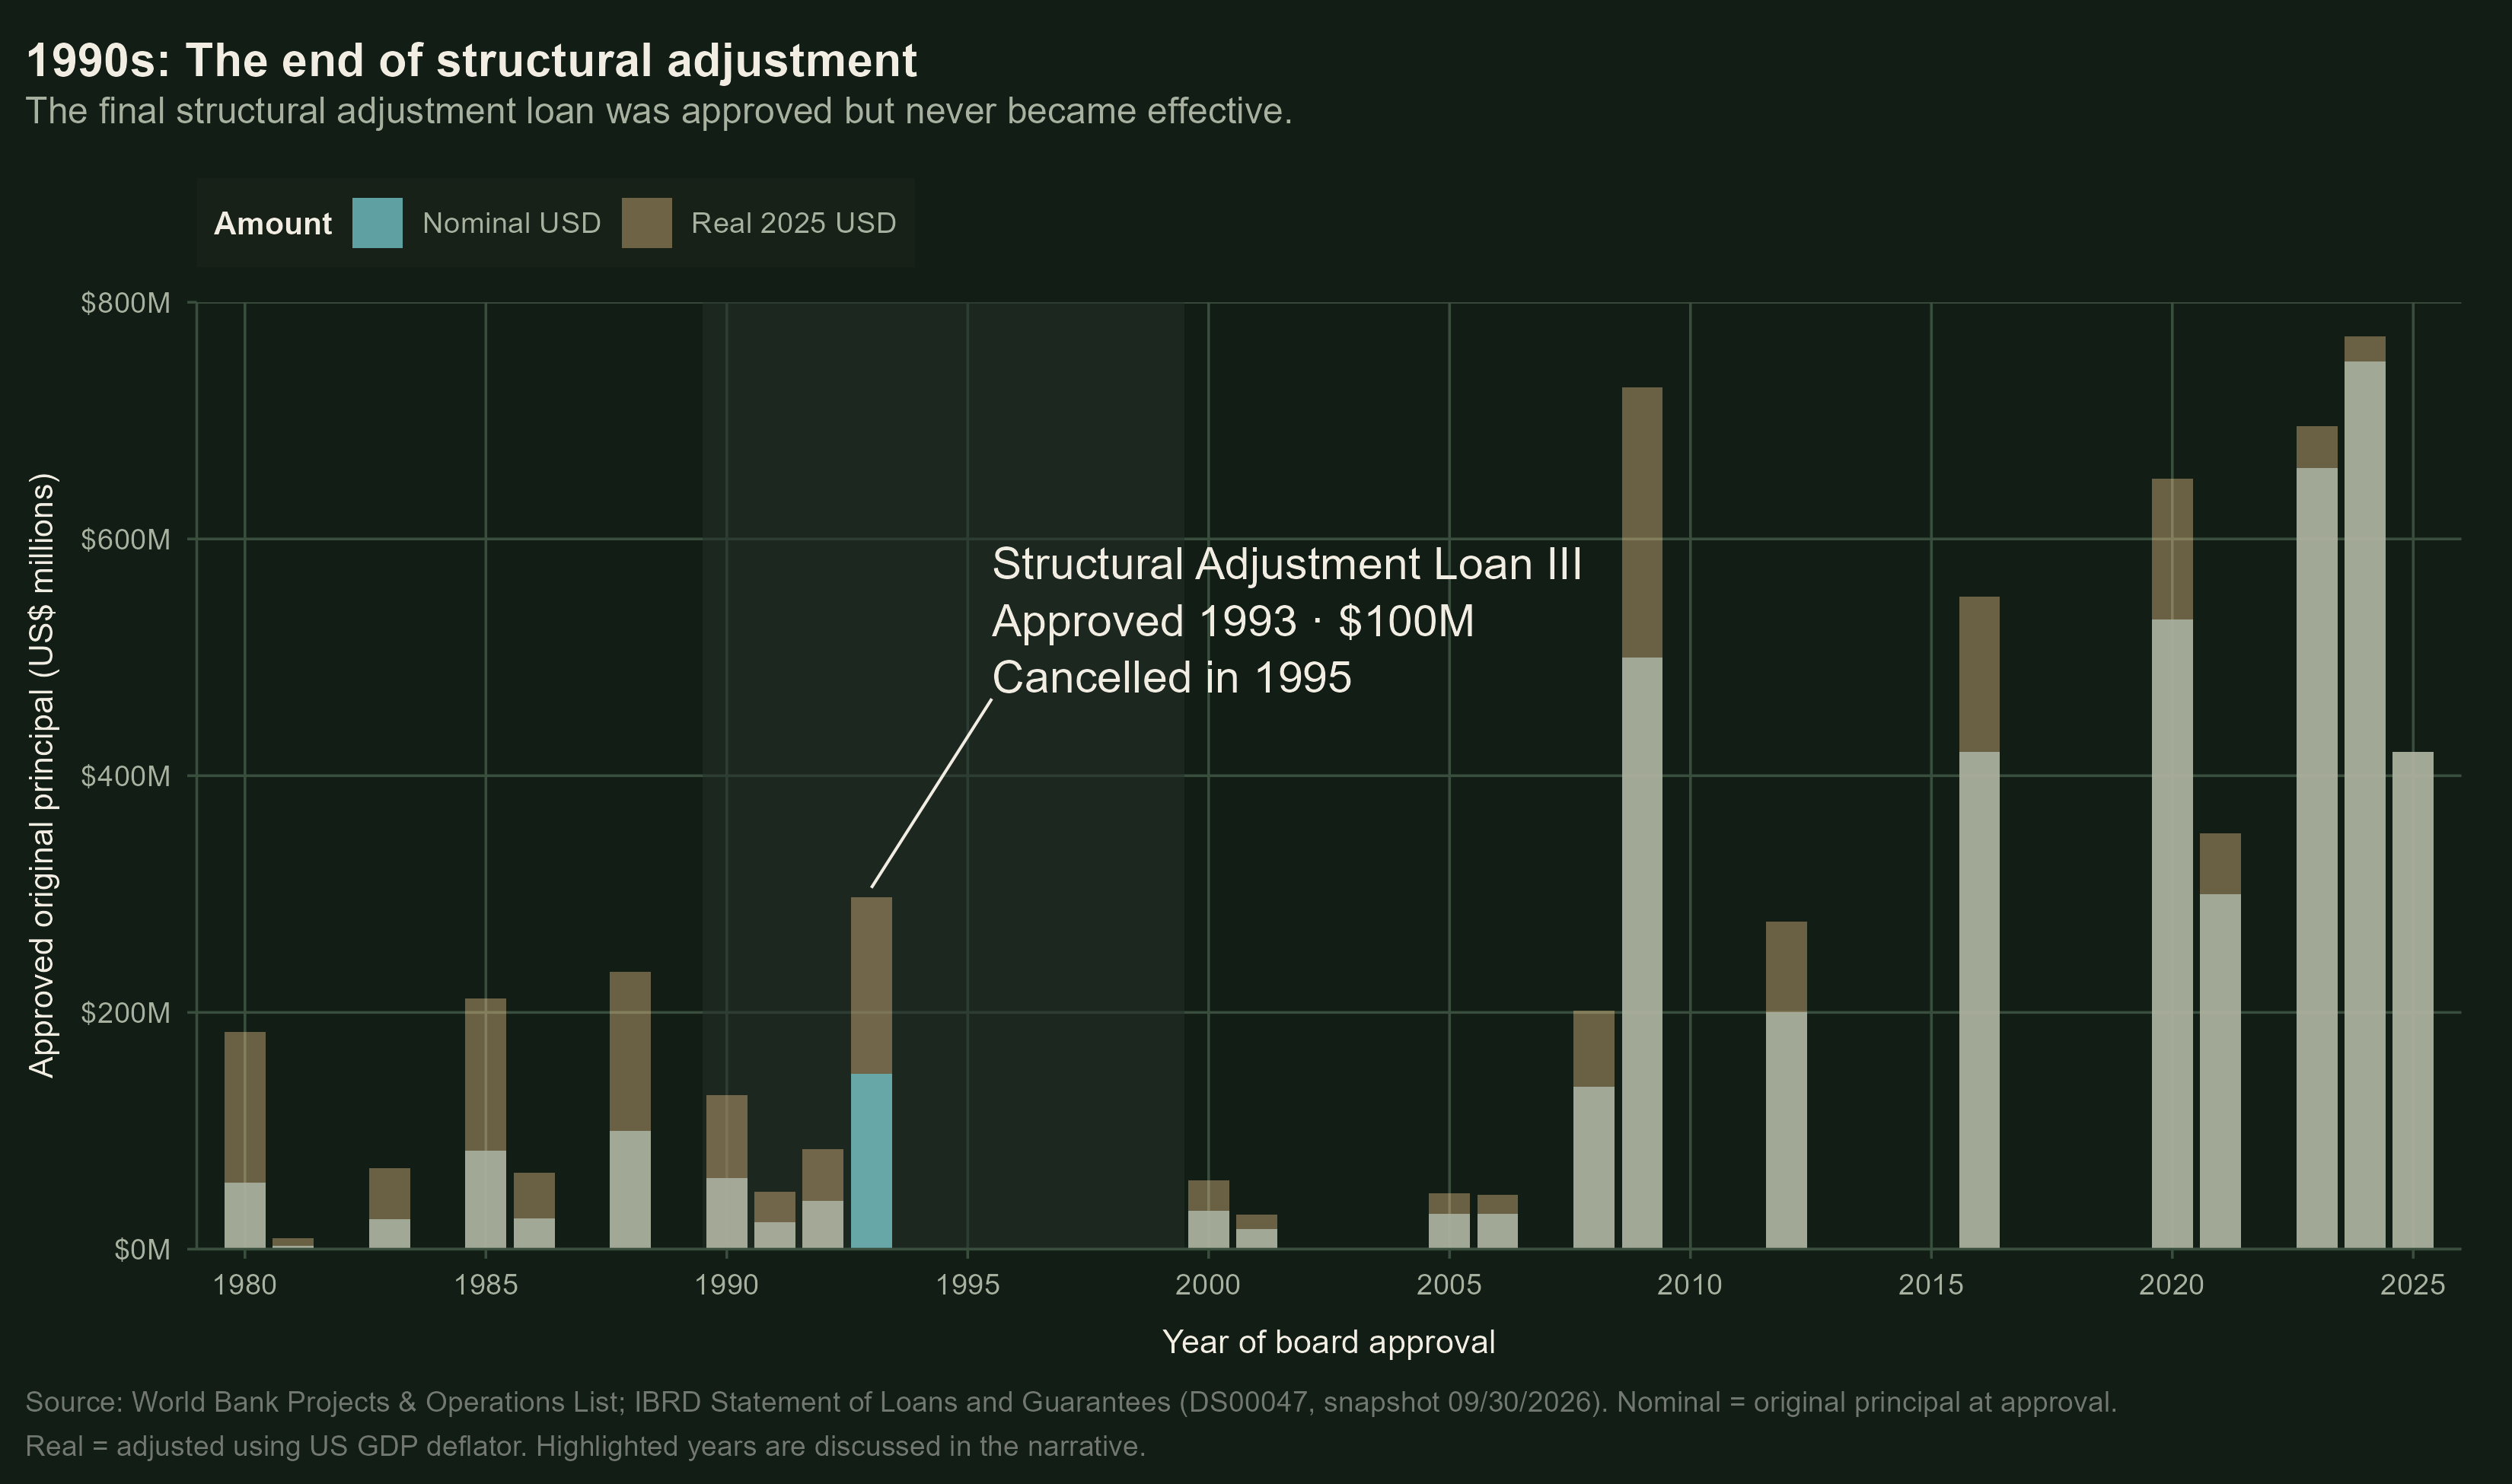 1990s: The end of structural adjustment
The final structural adjustment loan was approved but never became effective.
Amount Nominal USD Real 2025 USD
Approved original principal (US$ millions)
$800M
$600M
$400M
$200M
$0M
Structural Adjustment Loan III
Approved 1993 · $100M
Cancelled in 1995
1980 1985 1990 1995 2000 2005 2010 2015 2020 2025
Year of board approval
Source: World Bank Projects & Operations List; IBRD Statement of Loans and Guarantees (DS00047, snapshot 09/30/2026). Nominal = original principal at approval.
Real = adjusted using US GDP deflator. Highlighted years are discussed in the narrative.